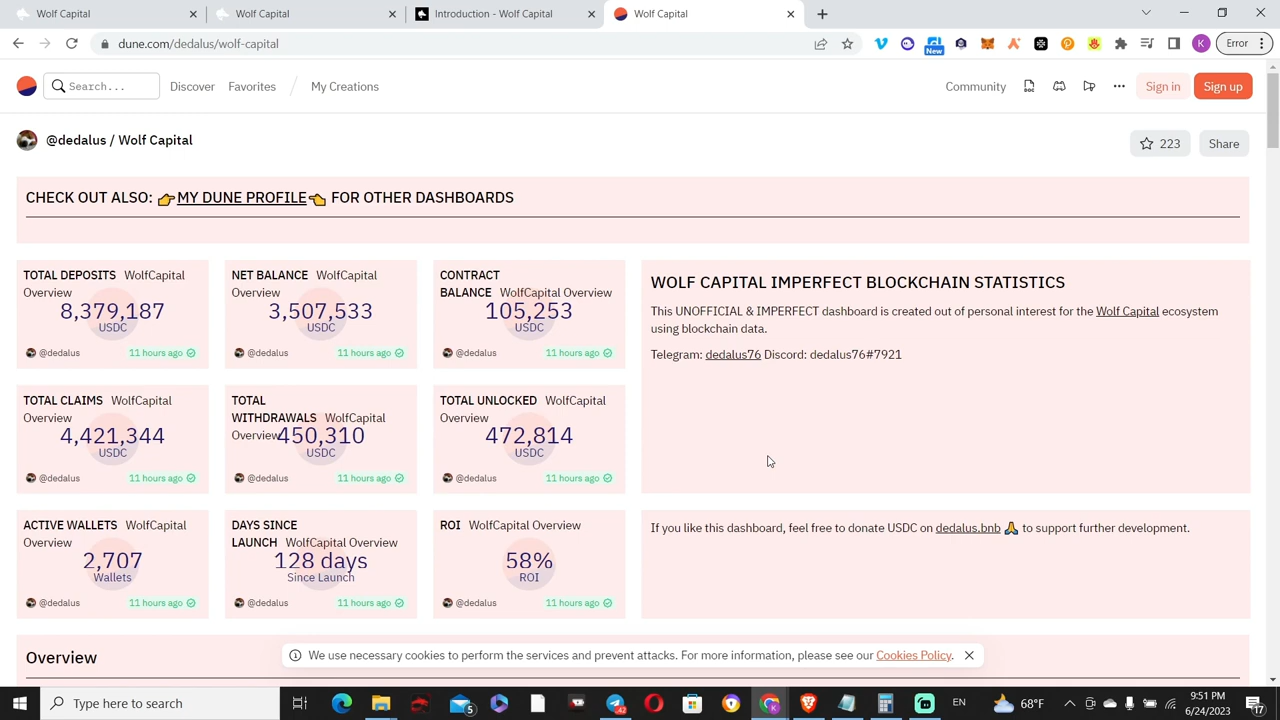 Wolf Capital
Wolf Capital
Introduction - Wolf Capital
Wolf Capital
dune.com/dedalus/wolf-capital
New
K
Error
Search...
Discover
Favorites
My Creations
Community
Sign in
Sign up
@dedalus / Wolf Capital
223
Share
CHECK OUT ALSO: 👉MY DUNE PROFILE👈 FOR OTHER DASHBOARDS
TOTAL DEPOSITS WolfCapital
Overview
8,379,187
USDC
@dedalus
11 hours ago
NET BALANCE WolfCapital
Overview
3,507,533
USDC
@dedalus
11 hours ago
CONTRACT
BALANCE WolfCapital Overview
105,253
USDC
@dedalus
11 hours ago
WOLF CAPITAL IMPERFECT BLOCKCHAIN STATISTICS
This UNOFFICIAL & IMPERFECT dashboard is created out of personal interest for the Wolf Capital ecosystem
using blockchain data.
Telegram: dedalus76 Discord: dedalus76#7921
TOTAL CLAIMS WolfCapital
Overview
4,421,344
USDC
@dedalus
11 hours ago
TOTAL
WITHDRAWALS WolfCapital
Overview
450,310
USDC
@dedalus
11 hours ago
TOTAL UNLOCKED WolfCapital
Overview
472,814
USDC
@dedalus
11 hours ago
ACTIVE WALLETS WolfCapital
Overview
2,707
Wallets
@dedalus
11 hours ago
DAYS SINCE
LAUNCH WolfCapital Overview
128 days
Since Launch
@dedalus
11 hours ago
ROI WolfCapital Overview
58%
ROI
@dedalus
11 hours ago
If you like this dashboard, feel free to donate USDC on dedalus.bnb 🙏 to support further development.
Overview
We use necessary cookies to perform the services and prevent attacks. For more information, please see our Cookies Policy.
Type here to search
5
42
K
EN
68°F
9:51 PM
6/24/2023
17